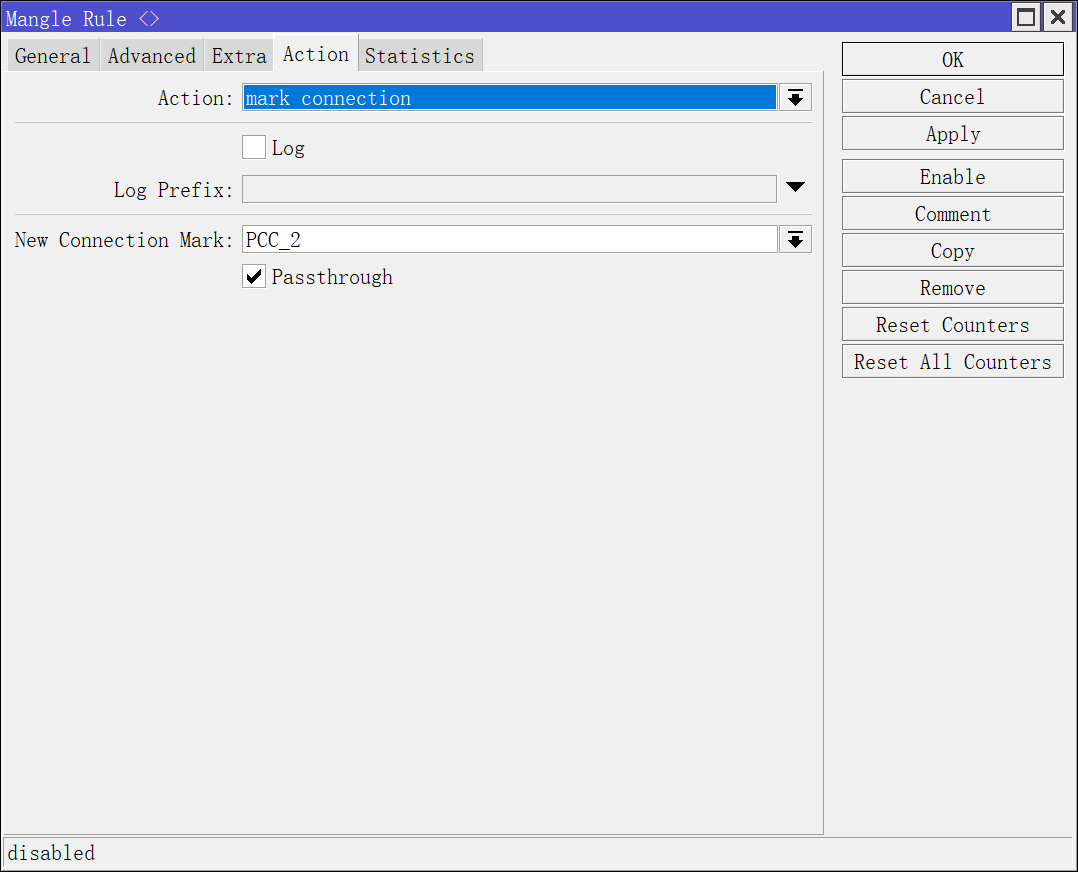 Mangle Rule <>
General Advanced Extra Action Statistics
Action: mark connection
Log
Log Prefix:
New Connection Mark: PCC_2
Passthrough
OK
Cancel
Apply
Enable
Comment
Copy
Remove
Reset Counters
Reset All Counters
disabled